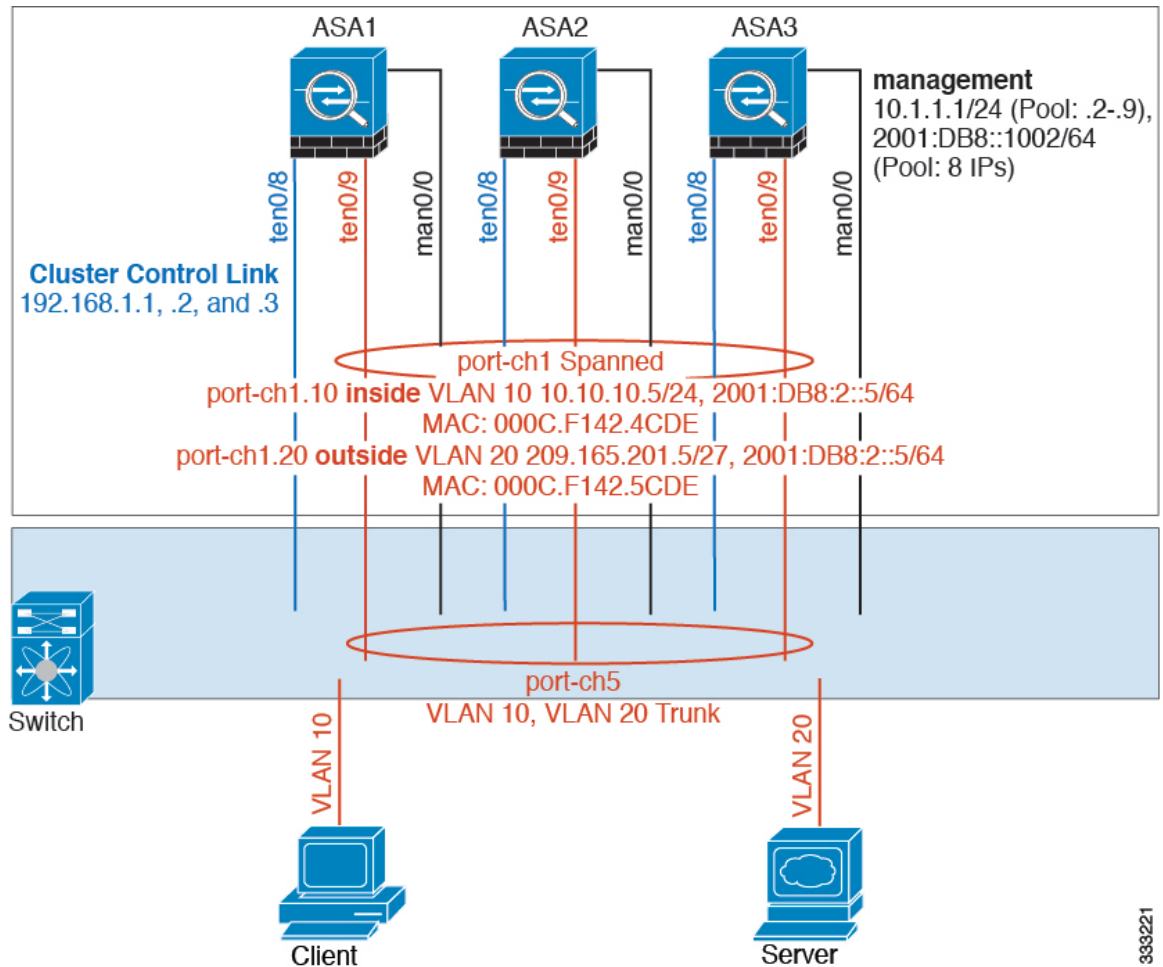 ASA1
ASA2
ASA3
management
10.1.1.1/24 (Pool: .2-.9),
2001:DB8::1002/64
(Pool: 8 IPs)
ten0/8
ten0/9
man0/0
ten0/8
ten0/9
man0/0
ten0/8
ten0/9
man0/0
Cluster Control Link
192.168.1.1, .2, and .3
port-ch1 Spanned
port-ch1.10 inside VLAN 10 10.10.10.5/24, 2001:DB8:2::5/64
MAC: 000C.F142.4CDE
port-ch1.20 outside VLAN 20 209.165.201.5/27, 2001:DB8:2::5/64
MAC: 000C.F142.5CDE
Switch
port-ch5
VLAN 10, VLAN 20 Trunk
VLAN 10
VLAN 20
Client
Server
333221